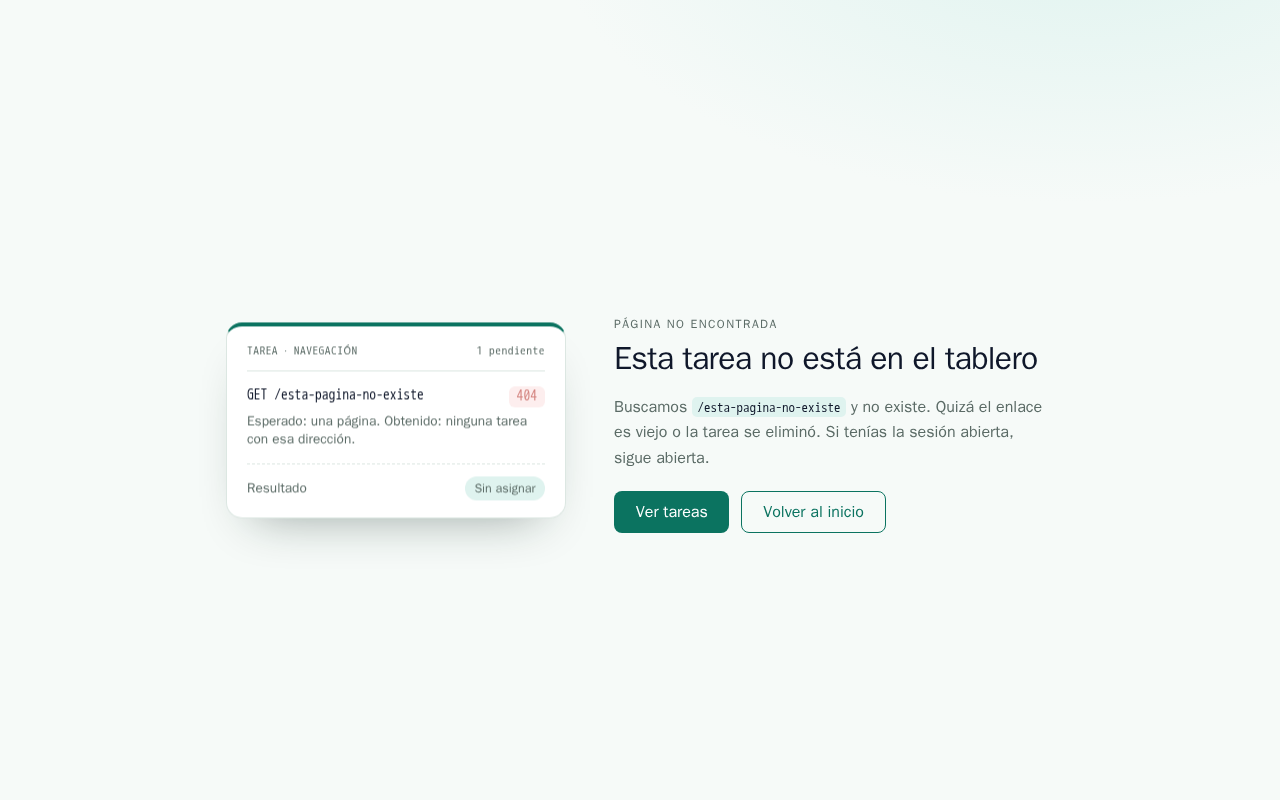 TAREA · NAVEGACIÓN 1 pendiente
GET /esta-pagina-no-existe 404
Esperado: una página. Obtenido: ninguna tarea
con esa dirección.
Resultado Sin asignar
PÁGINA NO ENCONTRADA
Esta tarea no está en el tablero
Buscamos /esta-pagina-no-existe y no existe. Quizá el enlace
es viejo o la tarea se eliminó. Si tenías la sesión abierta,
sigue abierta.
Ver tareas Volver al inicio